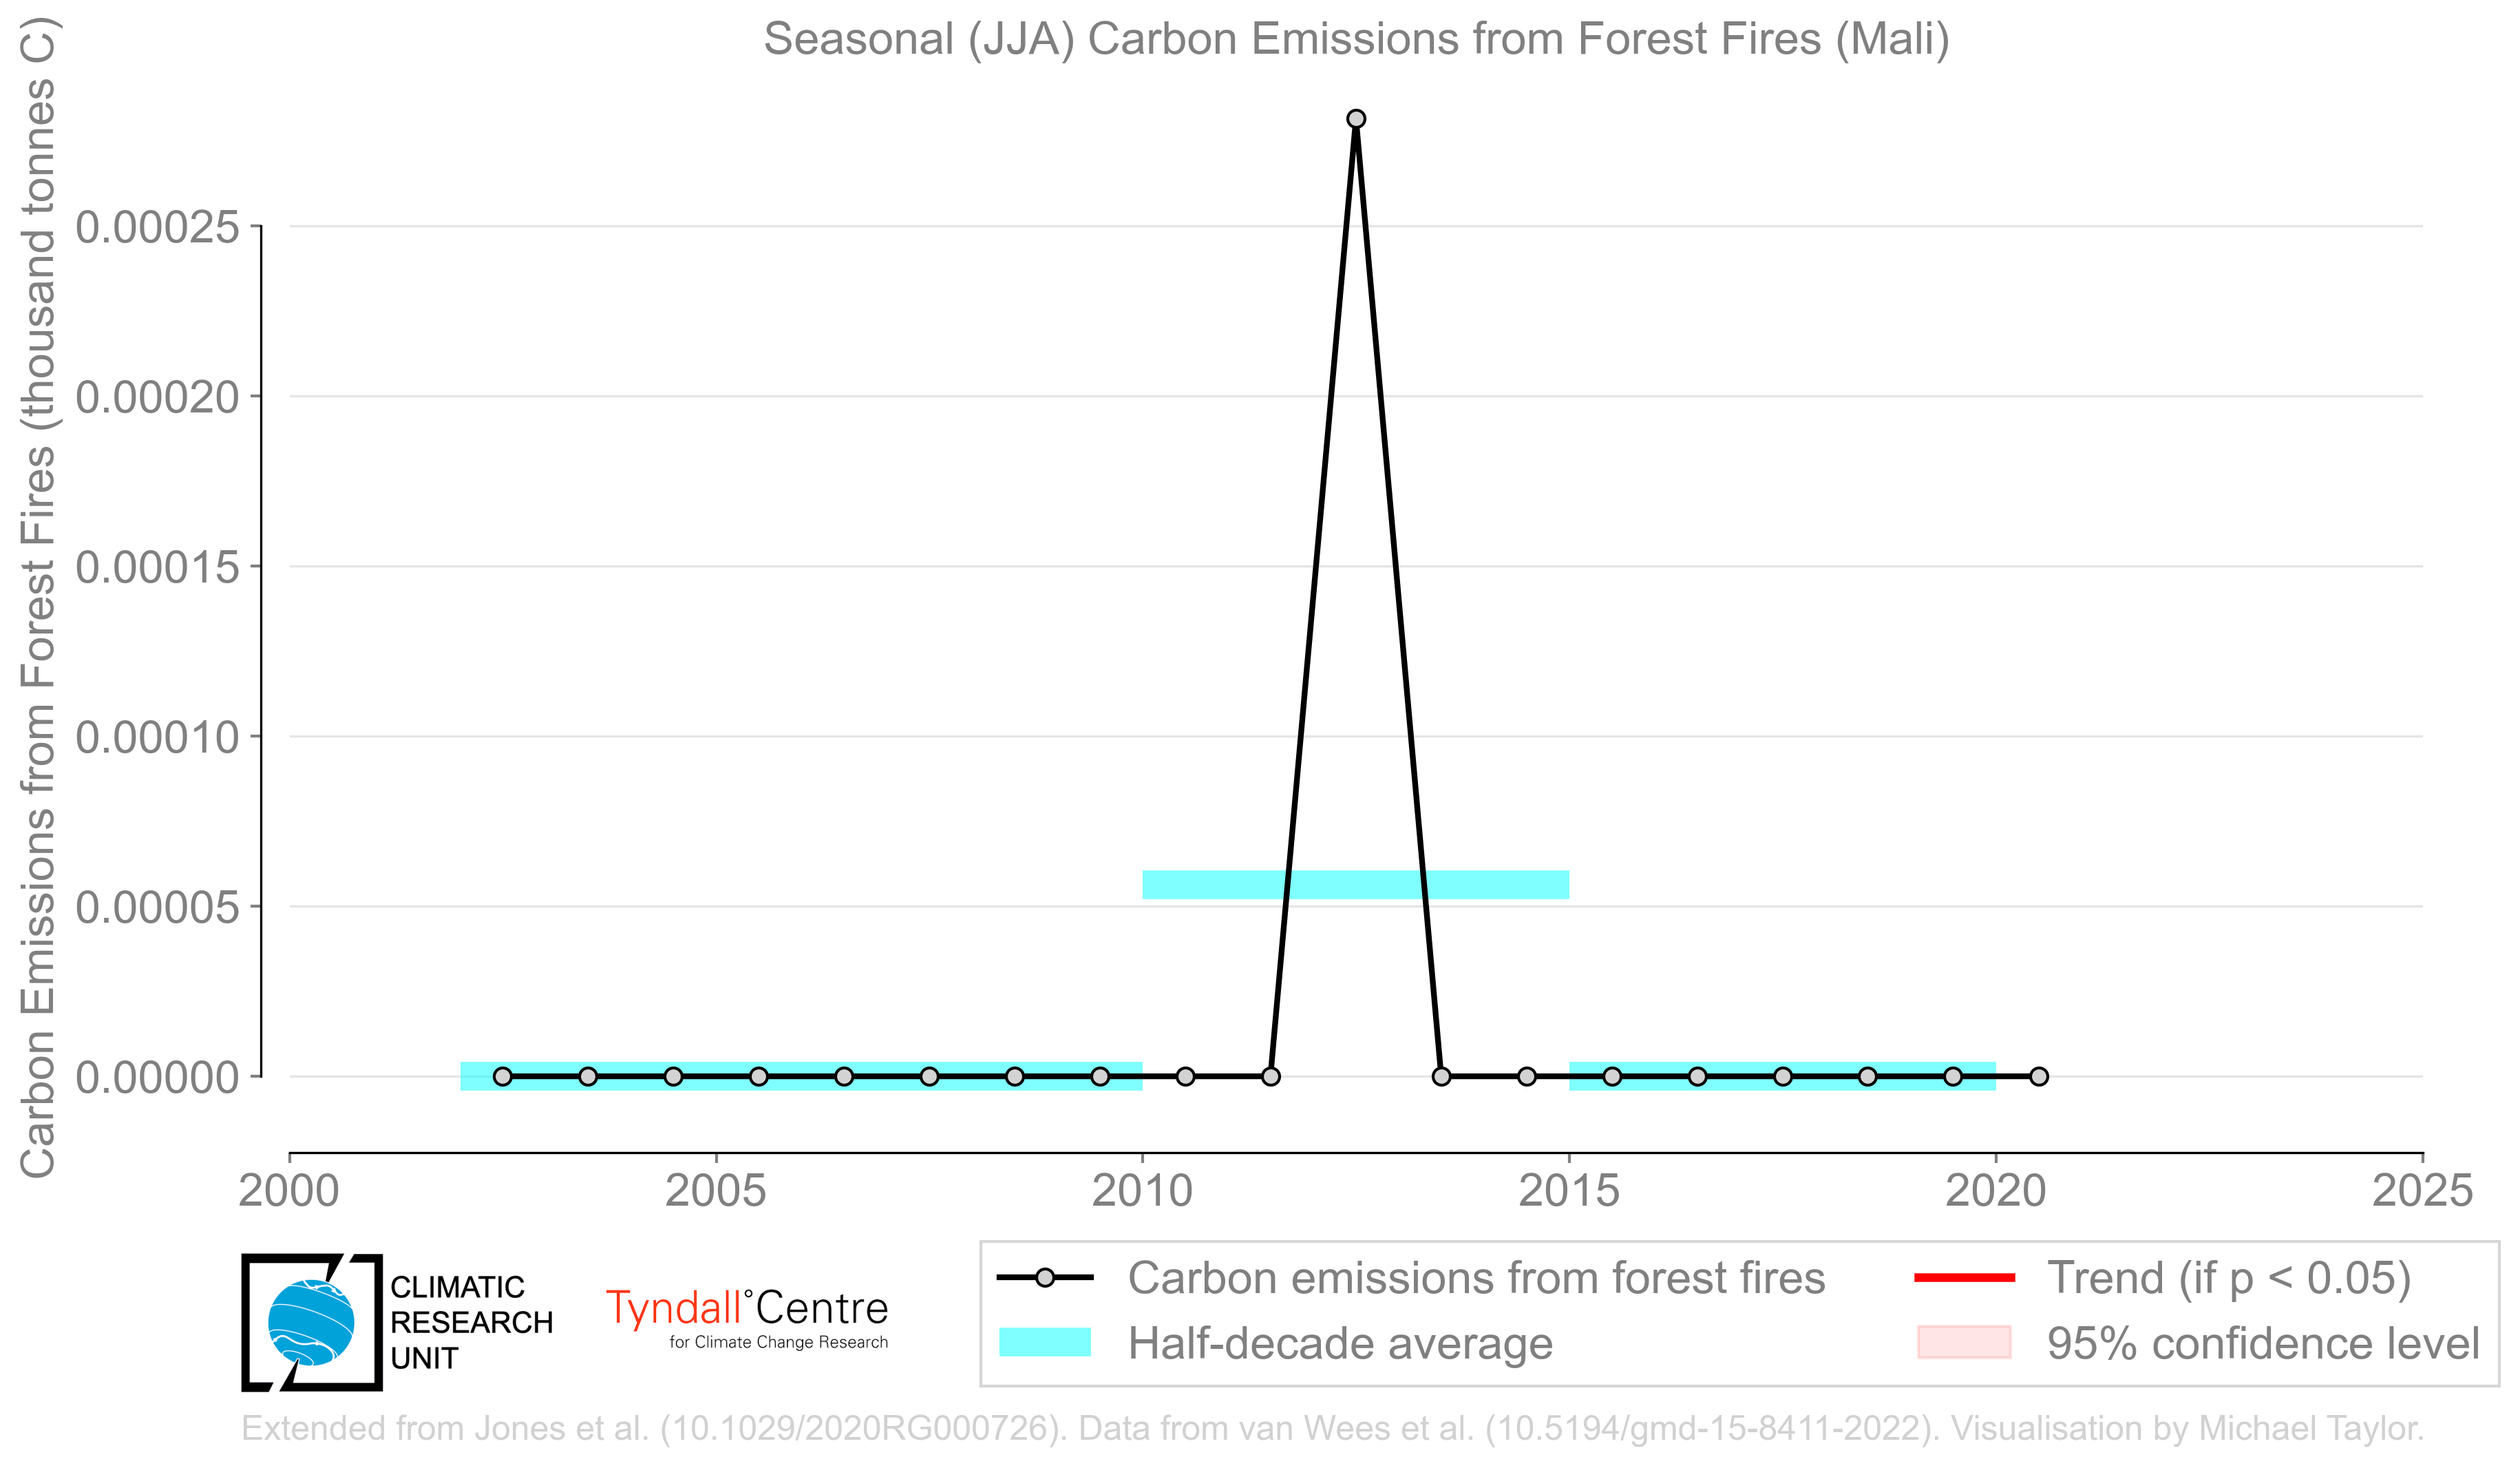 Seasonal (JJA) Carbon Emissions from Forest Fires (Mali)
Carbon Emissions from Forest Fires (thousand tonnes C)
0.00025
0.00020
0.00015
0.00010
0.00005
0.00000
2000 2005 2010 2015 2020 2025
CLIMATIC
RESEARCH
UNIT
Tyndall°Centre
for Climate Change Research
Carbon emissions from forest fires
Half-decade average
Trend (if p < 0.05)
95% confidence level
Extended from Jones et al. (10.1029/2020RG000726). Data from van Wees et al. (10.5194/gmd-15-8411-2022). Visualisation by Michael Taylor.